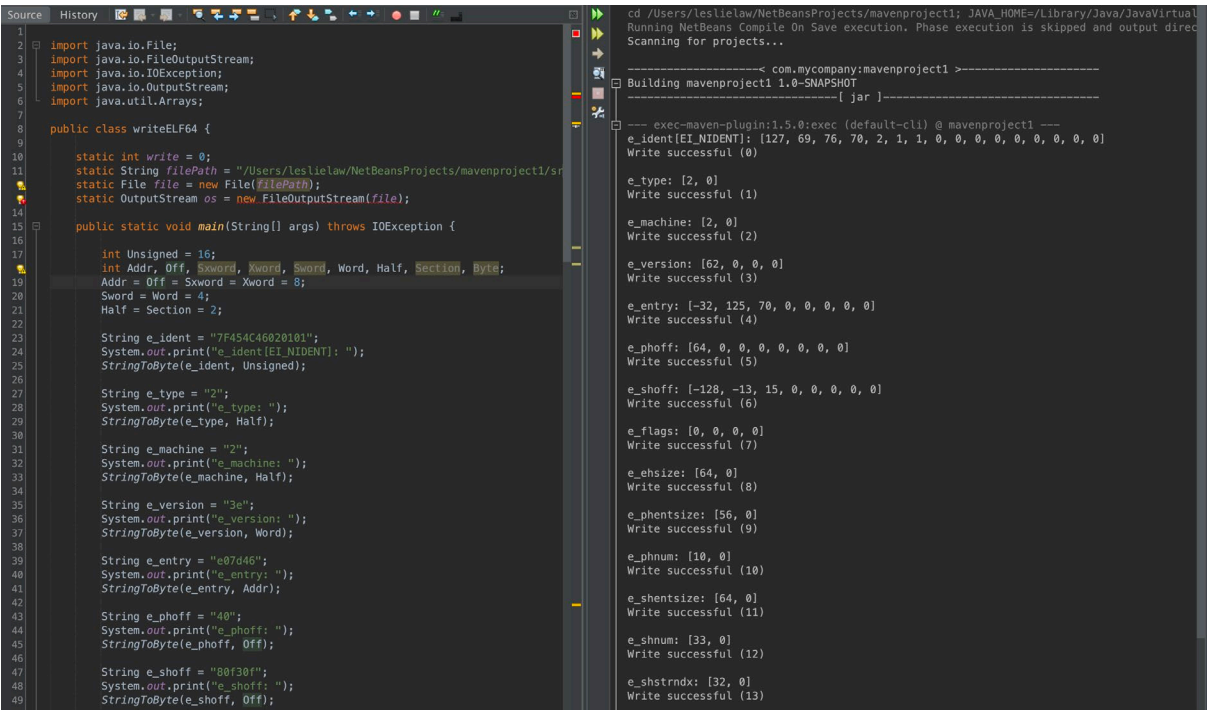 Source History
1
2 import java.io.File;
3 import java.io.FileOutputStream;
4 import java.io.IOException;
5 import java.io.OutputStream;
6 import java.util.Arrays;
7
8 public class writeELF64 {
9
10 static int write = 0;
11 static String filePath = "/Users/leslielaw/NetBeansProjects/mavenproject1/sr
static File file = new File(filePath);
static OutputStream os = new FileOutputStream(file);
14
15 public static void main(String[] args) throws IOException {
16
17 int Unsigned = 16;
int Addr, Off, Sxword, Xword, Sword, Word, Half, Section, Byte;
19 Addr = Off = Sxword = Xword = 8;
20 Sword = Word = 4;
21 Half = Section = 2;
22
23 String e_ident = "7F454C46020101";
24 System.out.print("e_ident[EI_NIDENT]: ");
25 StringToByte(e_ident, Unsigned);
26
27 String e_type = "2";
28 System.out.print("e_type: ");
29 StringToByte(e_type, Half);
30
31 String e_machine = "2";
32 System.out.print("e_machine: ");
33 StringToByte(e_machine, Half);
34
35 String e_version = "3e";
36 System.out.print("e_version: ");
37 StringToByte(e_version, Word);
38
39 String e_entry = "e07d46";
40 System.out.print("e_entry: ");
41 StringToByte(e_entry, Addr);
42
43 String e_phoff = "40";
44 System.out.print("e_phoff: ");
45 StringToByte(e_phoff, Off);
46
47 String e_shoff = "80f30f";
48 System.out.print("e_shoff: ");
49 StringToByte(e_shoff, Off);
cd /Users/leslielaw/NetBeansProjects/mavenproject1; JAVA_HOME=/Library/Java/JavaVirtual
Running NetBeans Compile On Save execution. Phase execution is skipped and output direc
Scanning for projects...
--------------------< com.mycompany:mavenproject1 >---------------------
Building mavenproject1 1.0-SNAPSHOT
--------------------------------[ jar ]---------------------------------
--- exec-maven-plugin:1.5.0:exec (default-cli) @ mavenproject1 ---
e_ident[EI_NIDENT]: [127, 69, 76, 70, 2, 1, 1, 0, 0, 0, 0, 0, 0, 0, 0, 0]
Write successful (0)
e_type: [2, 0]
Write successful (1)
e_machine: [2, 0]
Write successful (2)
e_version: [62, 0, 0, 0]
Write successful (3)
e_entry: [-32, 125, 70, 0, 0, 0, 0, 0]
Write successful (4)
e_phoff: [64, 0, 0, 0, 0, 0, 0, 0]
Write successful (5)
e_shoff: [-128, -13, 15, 0, 0, 0, 0, 0]
Write successful (6)
e_flags: [0, 0, 0, 0]
Write successful (7)
e_ehsize: [64, 0]
Write successful (8)
e_phentsize: [56, 0]
Write successful (9)
e_phnum: [10, 0]
Write successful (10)
e_shentsize: [64, 0]
Write successful (11)
e_shnum: [33, 0]
Write successful (12)
e_shstrndx: [32, 0]
Write successful (13)